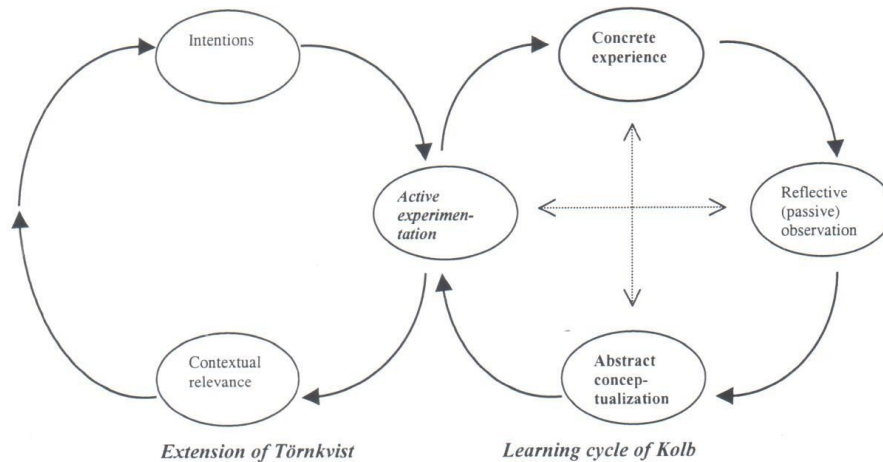 Intentions
Concrete
experience
Active
experimen-
tation
Reflective
(passive)
observation
Contextual
relevance
Abstract
concep-
tualization
Extension of Törnkvist
Learning cycle of Kolb